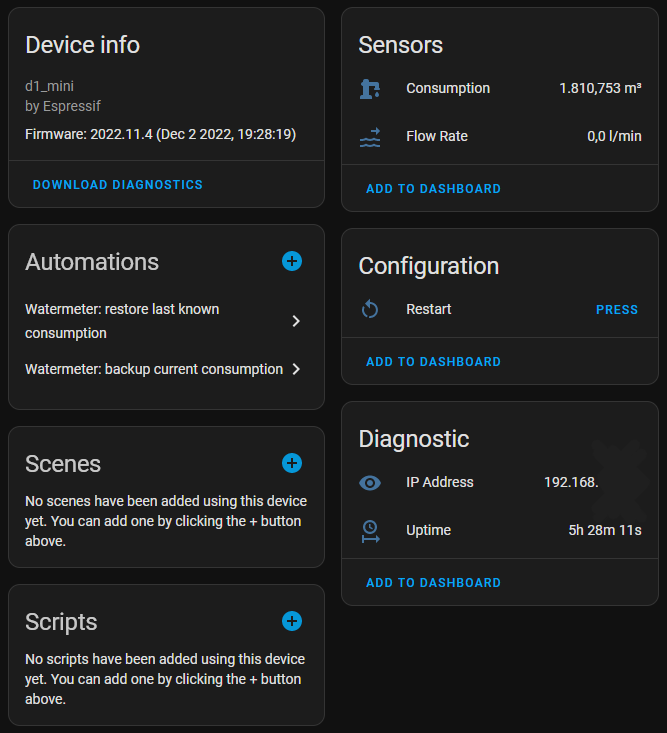 Device info
d1_mini
by Espressif
Firmware: 2022.11.4 (Dec 2 2022, 19:28:19)
DOWNLOAD DIAGNOSTICS
Automations
Watermeter: restore last known
consumption
Watermeter: backup current consumption
Scenes
No scenes have been added using this device
yet. You can add one by clicking the + button
above.
Scripts
No scripts have been added using this device
yet. You can add one by clicking the + button
above.
Sensors
Consumption 1.810,753 m³
Flow Rate 0,0 l/min
ADD TO DASHBOARD
Configuration
Restart PRESS
ADD TO DASHBOARD
Diagnostic
IP Address 192.168.
Uptime 5h 28m 11s
ADD TO DASHBOARD